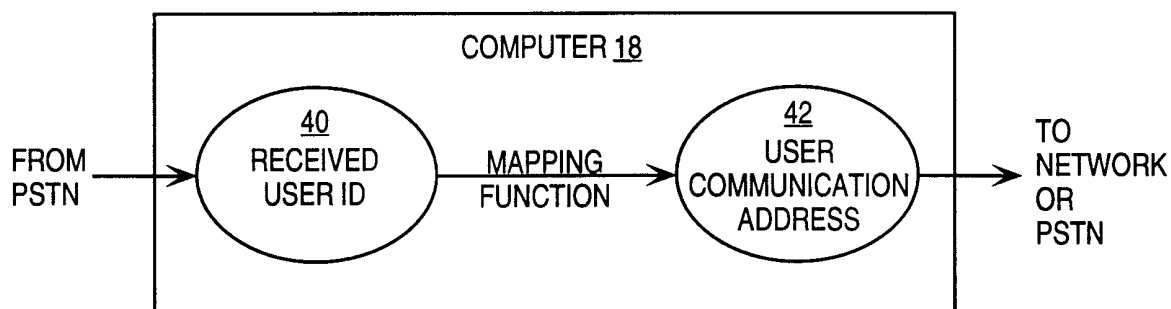 COMPUTER 18
FROM
PSTN
40
RECEIVED
USER ID
MAPPING
FUNCTION
42
USER
COMMUNICATION
ADDRESS
TO
NETWORK
OR
PSTN